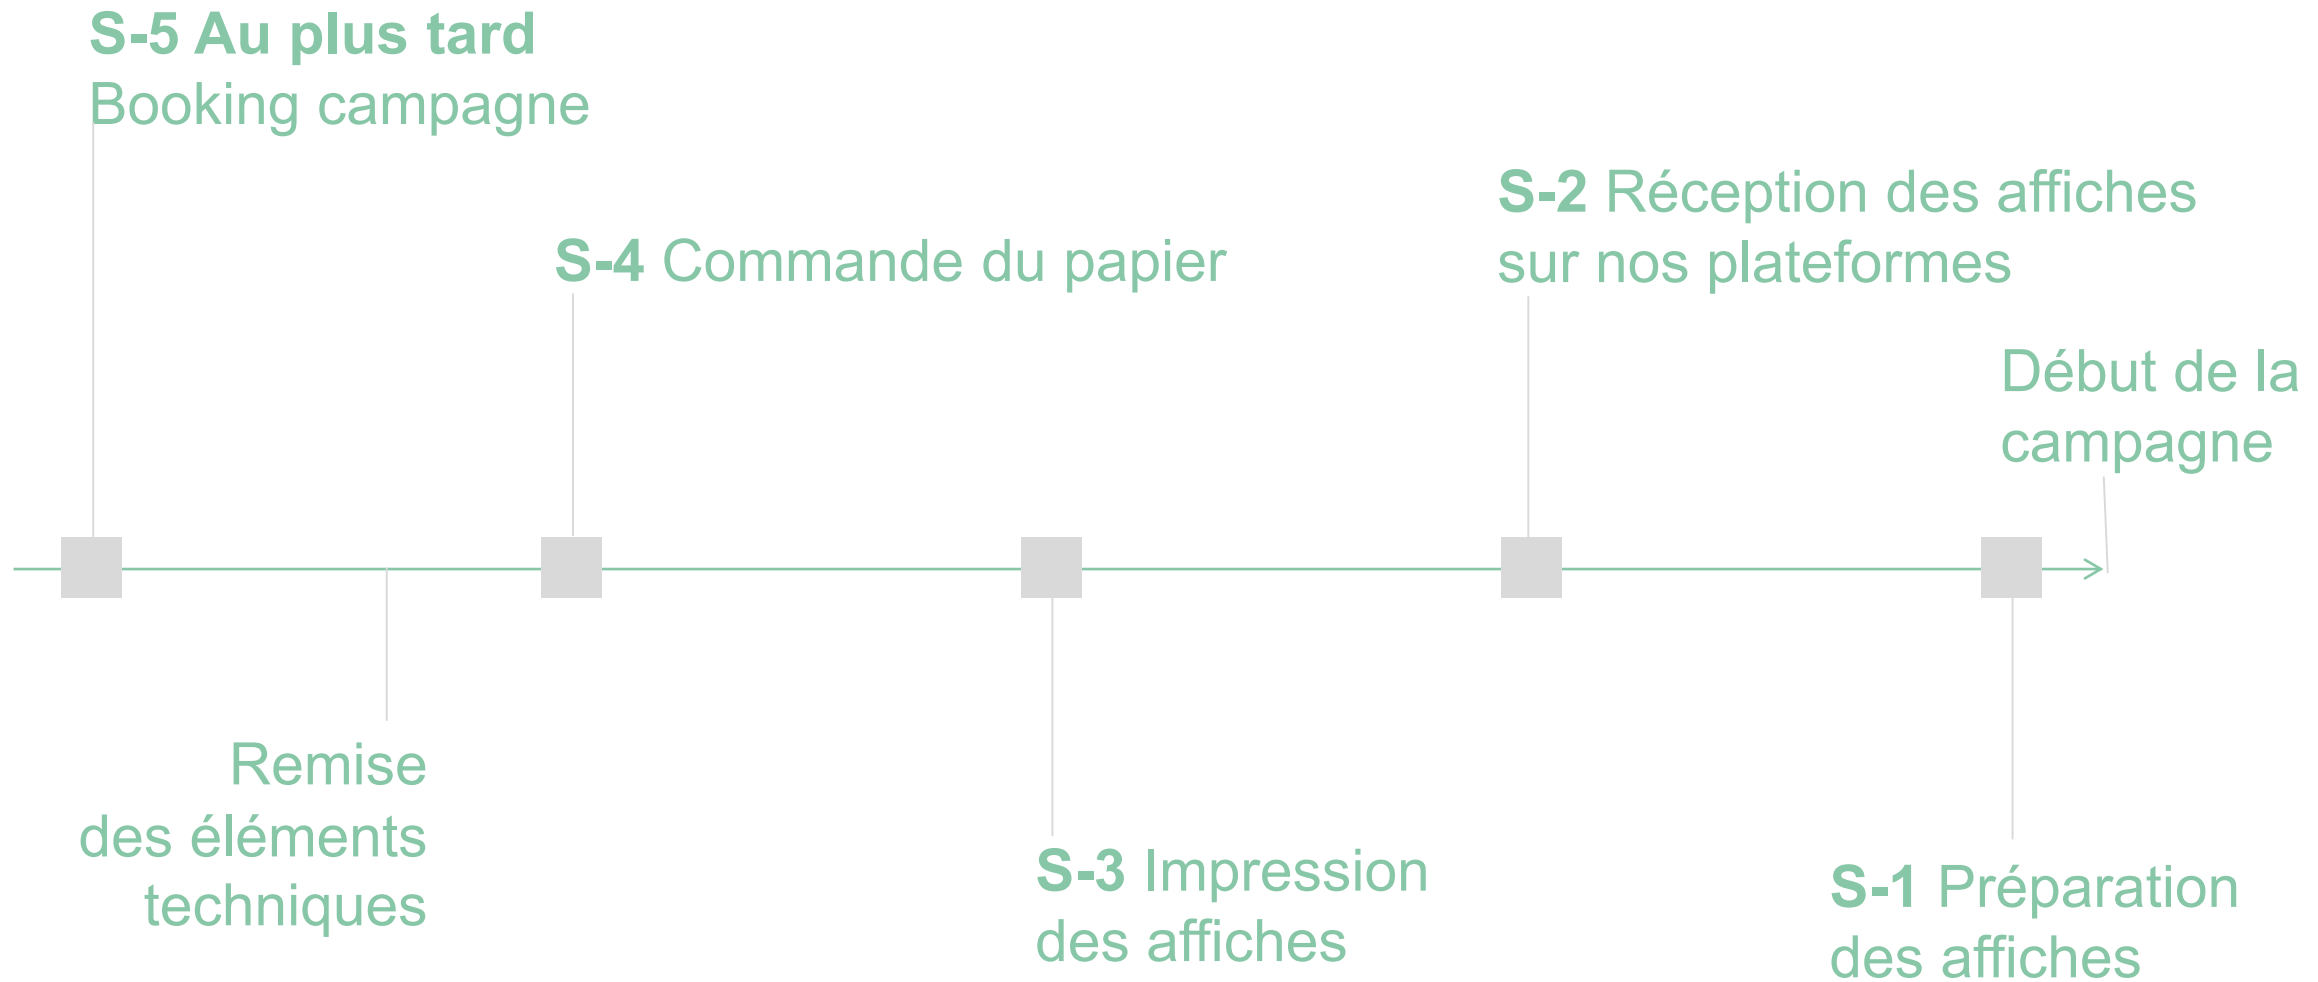 S-5 Au plus tard
Booking campagne
S-2 Réception des affiches
sur nos plateformes
S-4 Commande du papier
Début de la
campagne
Remise
des éléments
techniques
S-3 Impression
des affiches
S-1 Préparation
des affiches